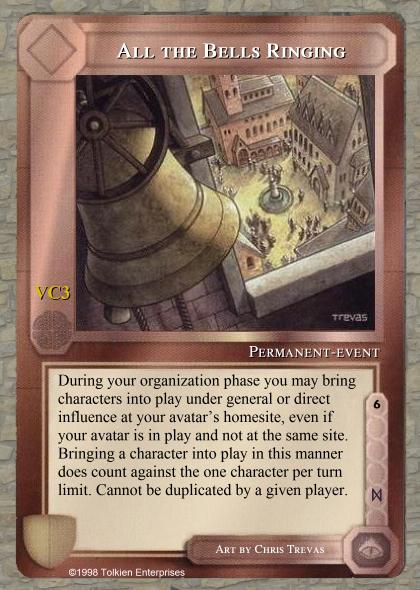 All the Bells Ringing
VC3
Trevas
Permanent-event
During your organization phase you may bring
characters into play under general or direct
influence at your avatar's homesite, even if
your avatar is in play and not at the same site.
Bringing a character into play in this manner
does count against the one character per turn
limit. Cannot be duplicated by a given player.
6
Art by Chris Trevas
©1998 Tolkien Enterprises